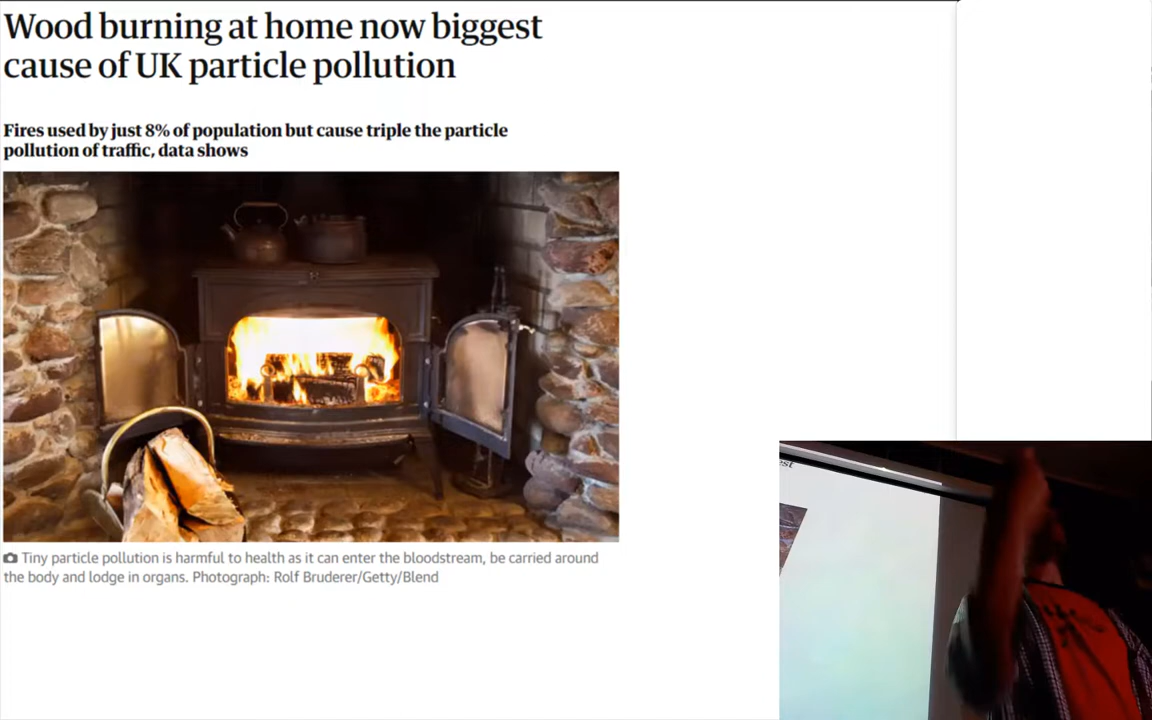 Wood burning at home now biggest
cause of UK particle pollution
Fires used by just 8% of population but cause triple the particle
pollution of traffic, data shows
Tiny particle pollution is harmful to health as it can enter the bloodstream, be carried around
the body and lodge in organs. Photograph: Rolf Bruderer/Getty/Blend
est